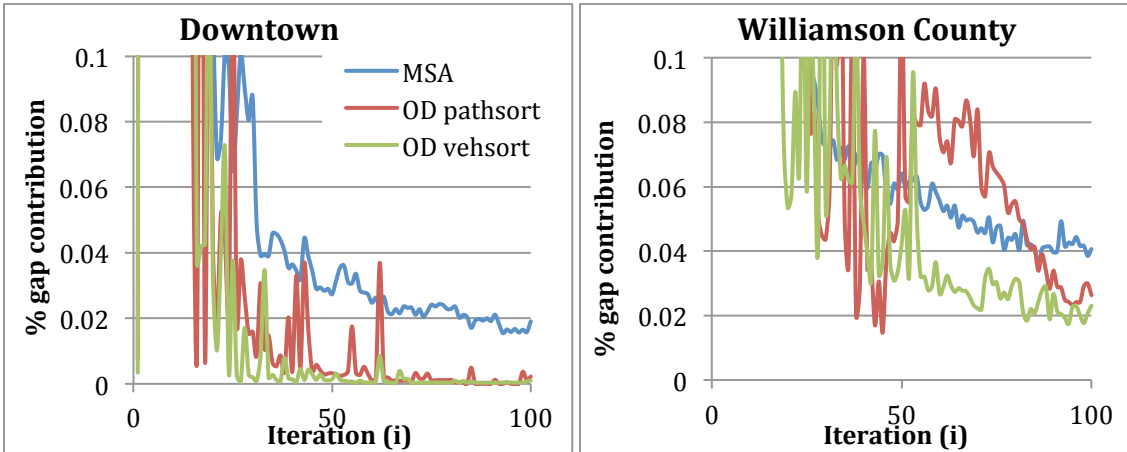 Downtown
0.1
0.08
0.06
0.04
0.02
0
% gap contribution
MSA
OD pathsort
OD vehsort
0
50
100
Iteration (i)
Williamson County
0.1
0.08
0.06
0.04
0.02
0
% gap contribution
0
50
100
Iteration (i)